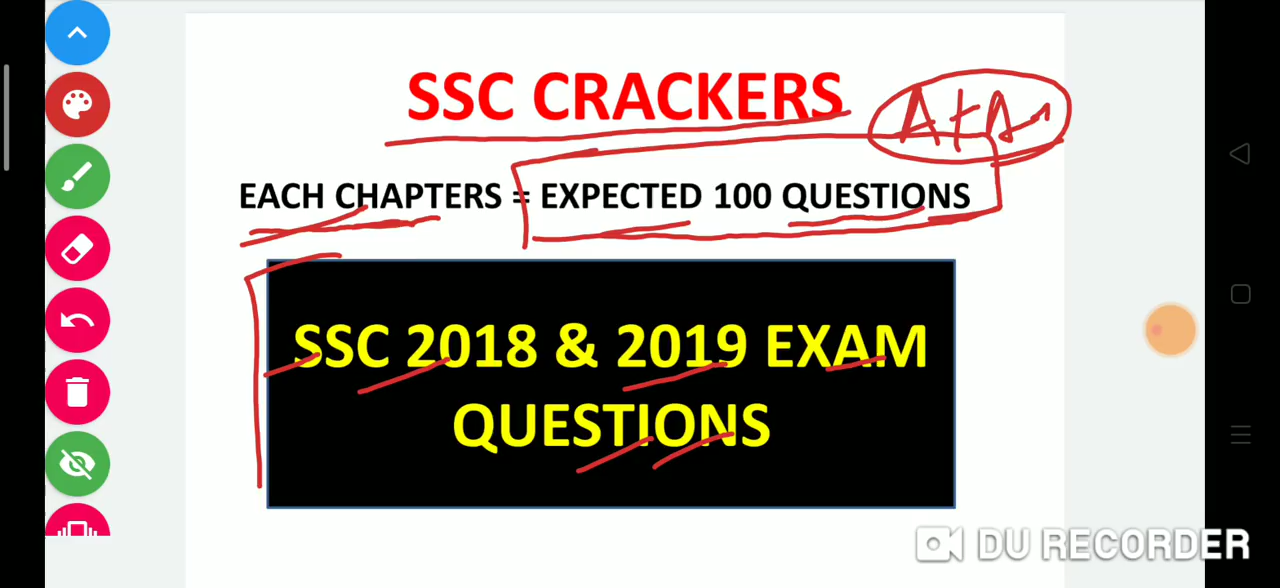 SSC CRACKERS
A+A
EACH CHAPTERS = EXPECTED 100 QUESTIONS
SSC 2018 & 2019 EXAM
QUESTIONS
DU RECORDER